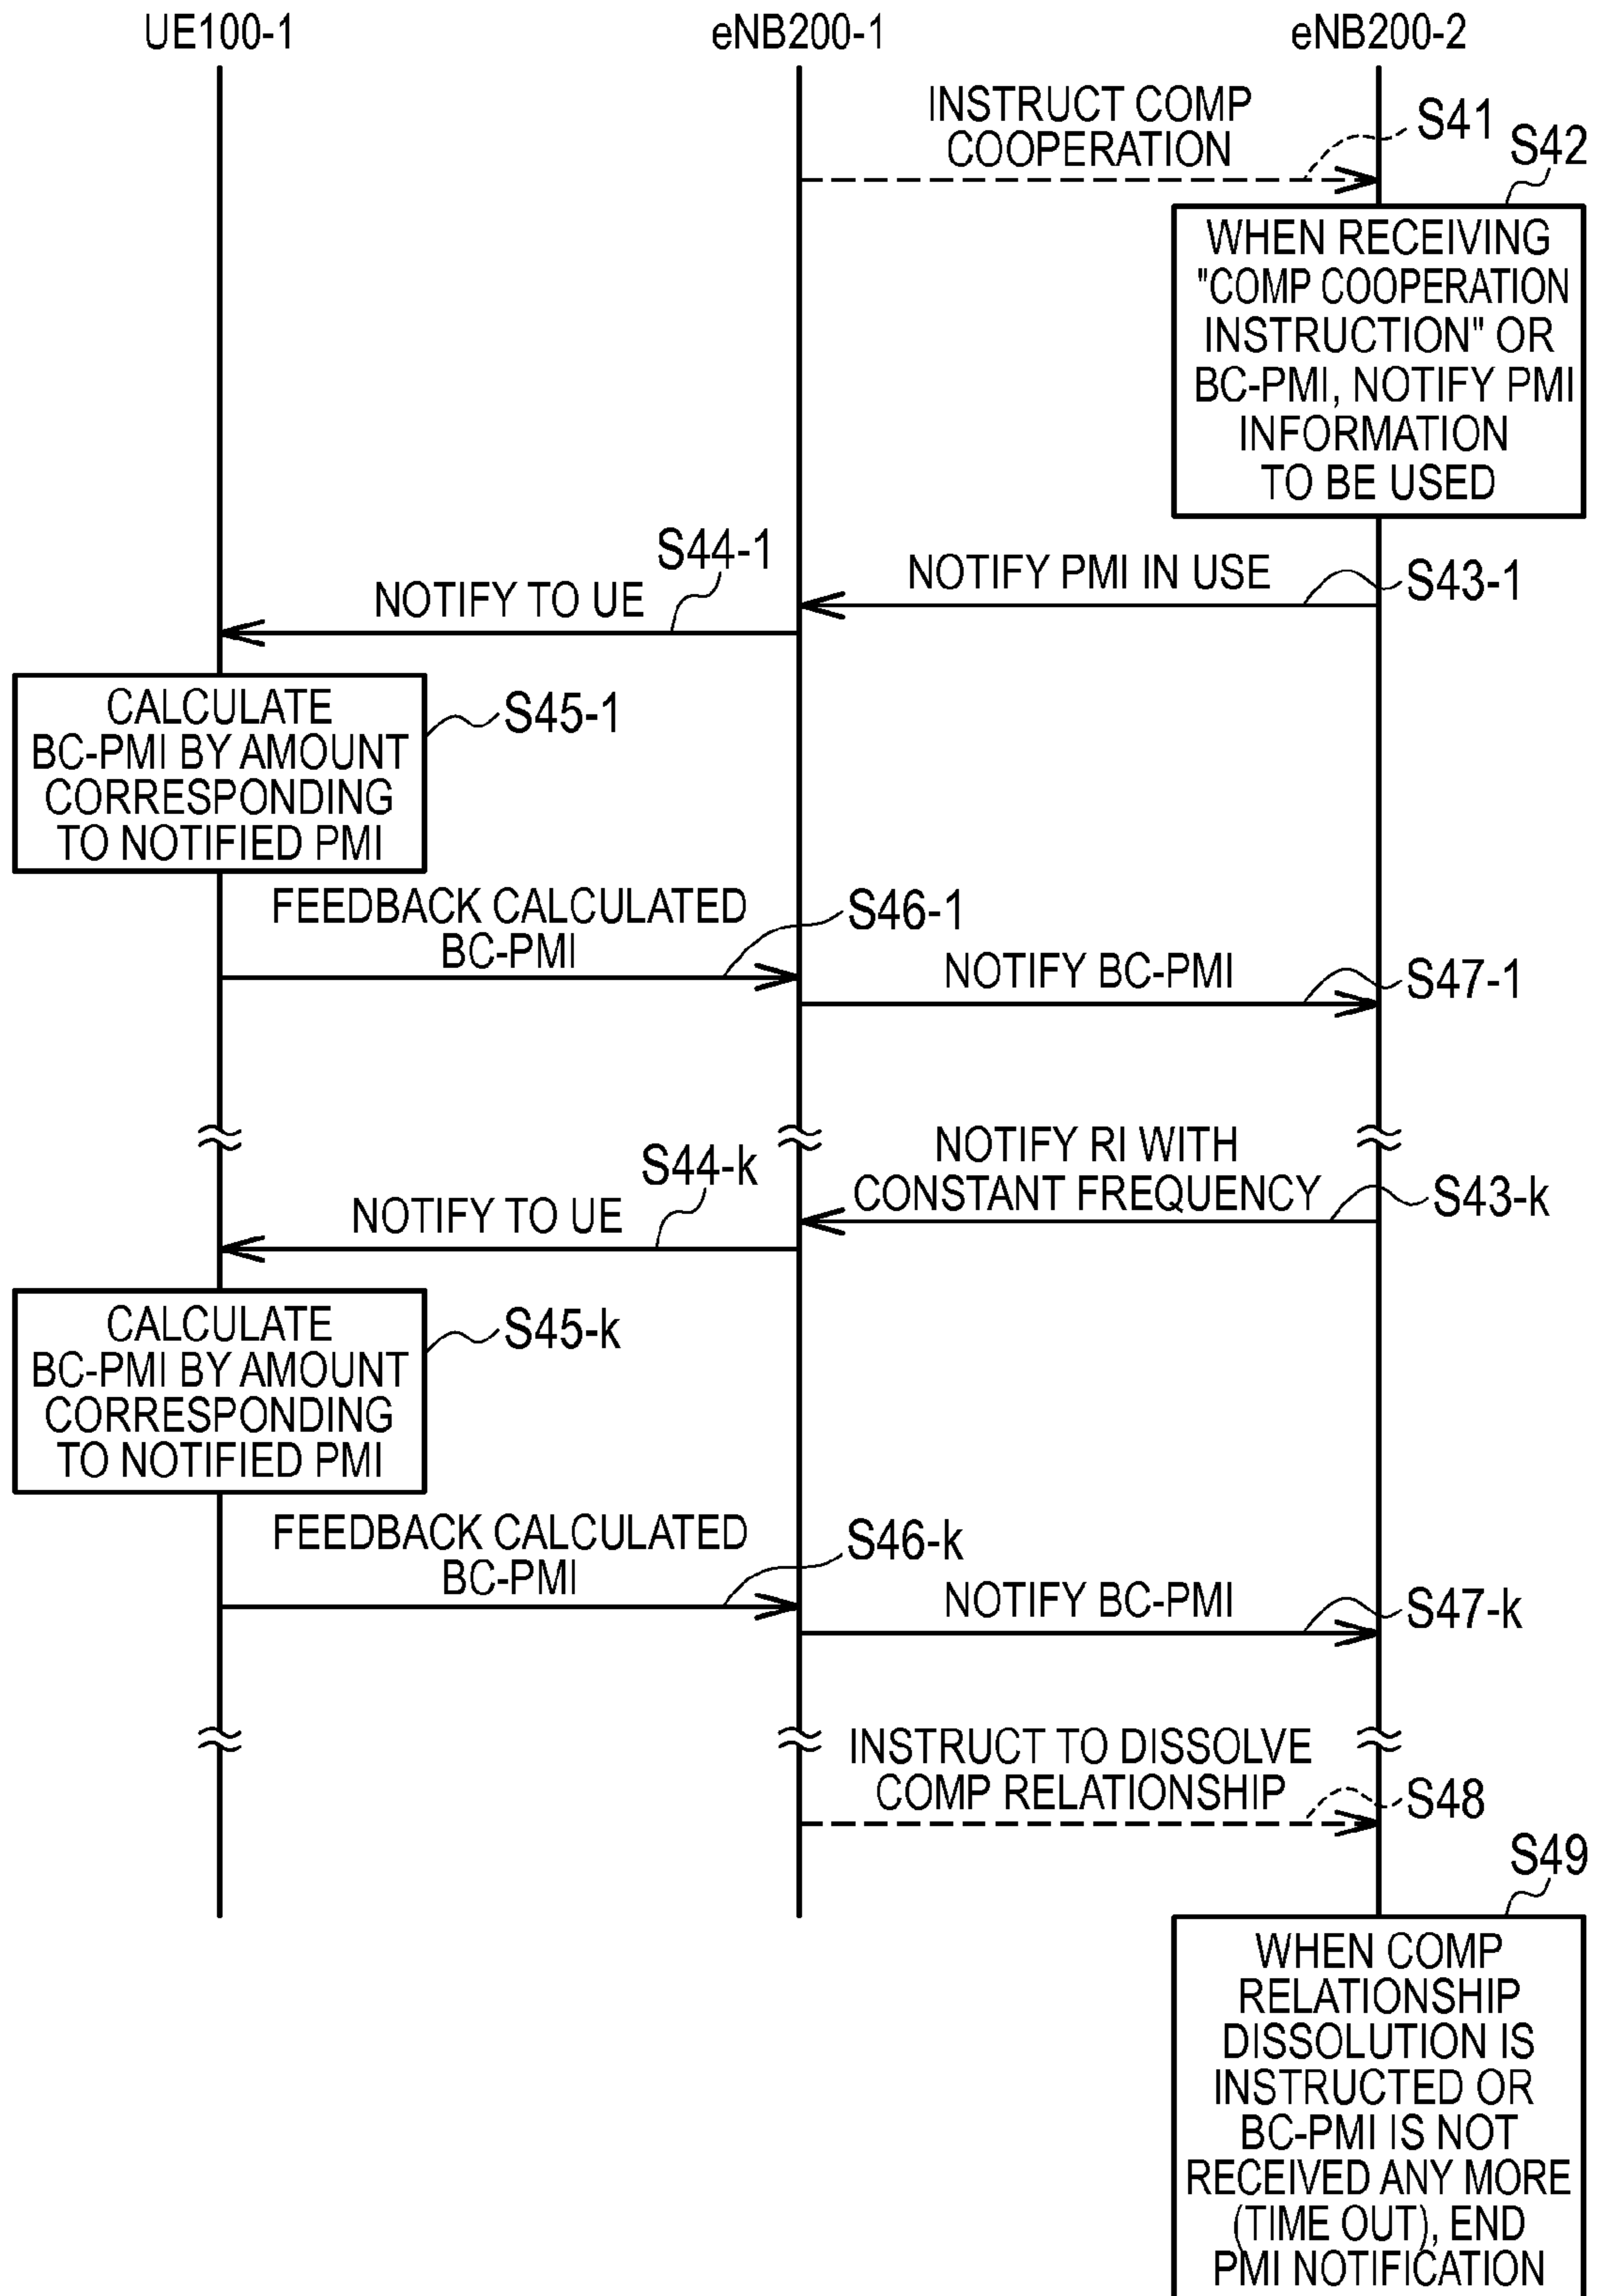 UE100-1
eNB200-1
eNB200-2
INSTRUCT COMP
COOPERATION
S41
S42
WHEN RECEIVING
"COMP COOPERATION
INSTRUCTION" OR
BC-PMI, NOTIFY PMI
INFORMATION
TO BE USED
S44-1
NOTIFY TO UE
NOTIFY PMI IN USE
S43-1
CALCULATE
BC-PMI BY AMOUNT
CORRESPONDING
TO NOTIFIED PMI
S45-1
FEEDBACK CALCULATED
BC-PMI
S46-1
NOTIFY BC-PMI
S47-1
NOTIFY RI WITH
CONSTANT FREQUENCY
S43-k
S44-k
NOTIFY TO UE
CALCULATE
BC-PMI BY AMOUNT
CORRESPONDING
TO NOTIFIED PMI
S45-k
FEEDBACK CALCULATED
BC-PMI
S46-k
NOTIFY BC-PMI
S47-k
INSTRUCT TO DISSOLVE
COMP RELATIONSHIP
S48
S49
WHEN COMP
RELATIONSHIP
DISSOLUTION IS
INSTRUCTED OR
BC-PMI IS NOT
RECEIVED ANY MORE
(TIME OUT), END
PMI NOTIFICATION